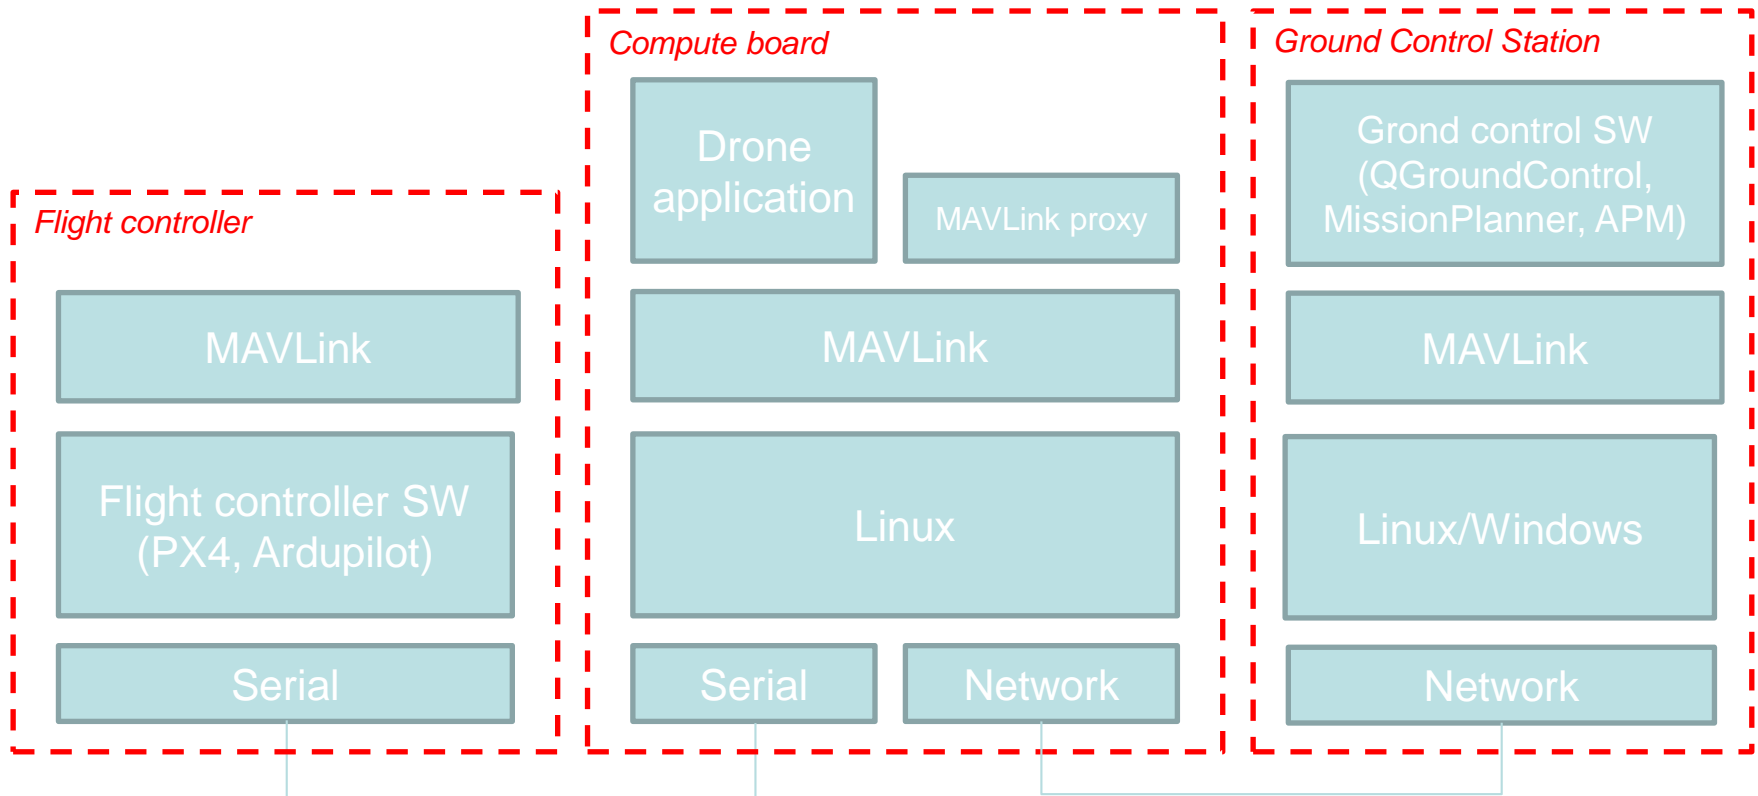 Flight controller
MAVLink
Flight controller SW
(PX4, Ardupilot)
Serial
Compute board
Drone
application
MAVLink proxy
MAVLink
Linux
Serial
Network
Ground Control Station
Grond control SW
(QGroundControl,
MissionPlanner, APM)
MAVLink
Linux/Windows
Network